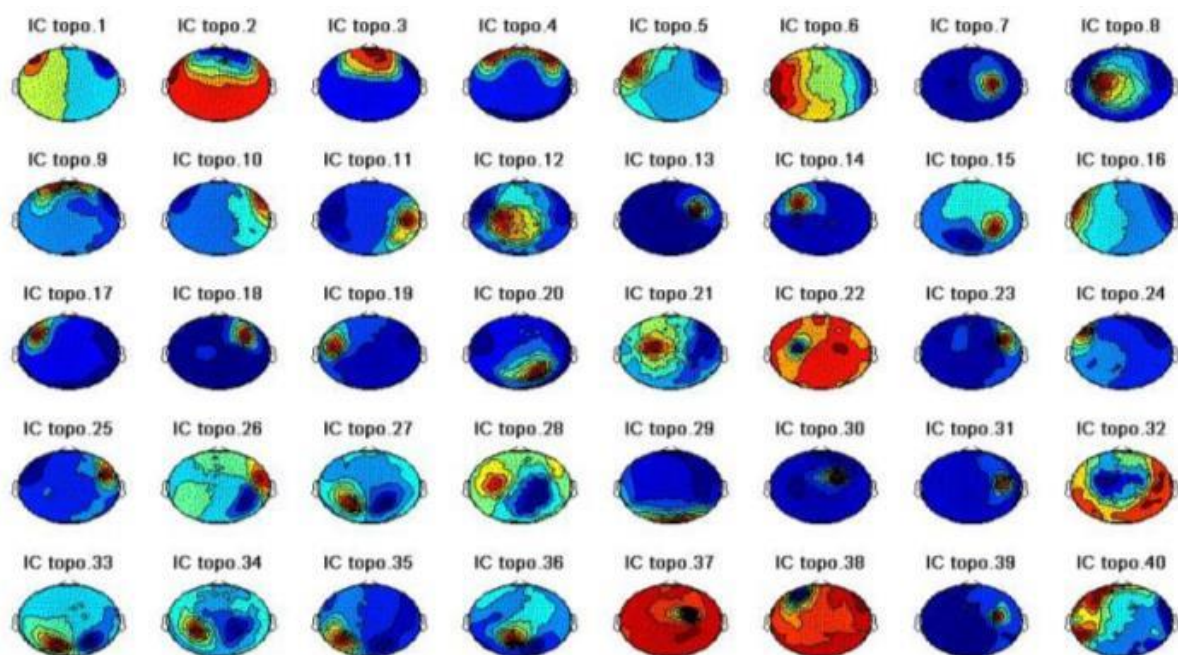 IC topo.1 IC topo.2 IC topo.3 IC topo.4 IC topo.5 IC topo.6 IC topo.7 IC topo.8
IC topo.9 IC topo.10 IC topo.11 IC topo.12 IC topo.13 IC topo.14 IC topo.15 IC topo.16
IC topo.17 IC topo.18 IC topo.19 IC topo.20 IC topo.21 IC topo.22 IC topo.23 IC topo.24
IC topo.25 IC topo.26 IC topo.27 IC topo.28 IC topo.29 IC topo.30 IC topo.31 IC topo.32
IC topo.33 IC topo.34 IC topo.35 IC topo.36 IC topo.37 IC topo.38 IC topo.39 IC topo.40